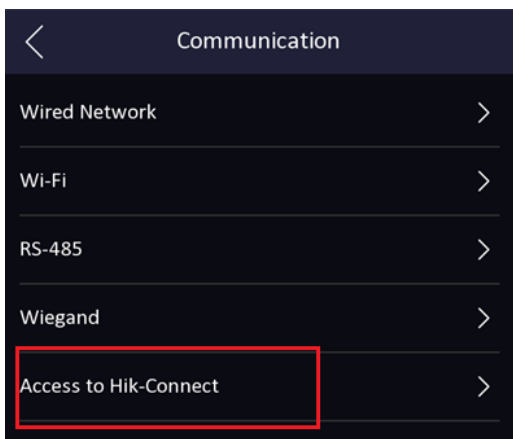 Communication
Wired Network
Wi-Fi
RS-485
Wiegand
Access to Hik-Connect